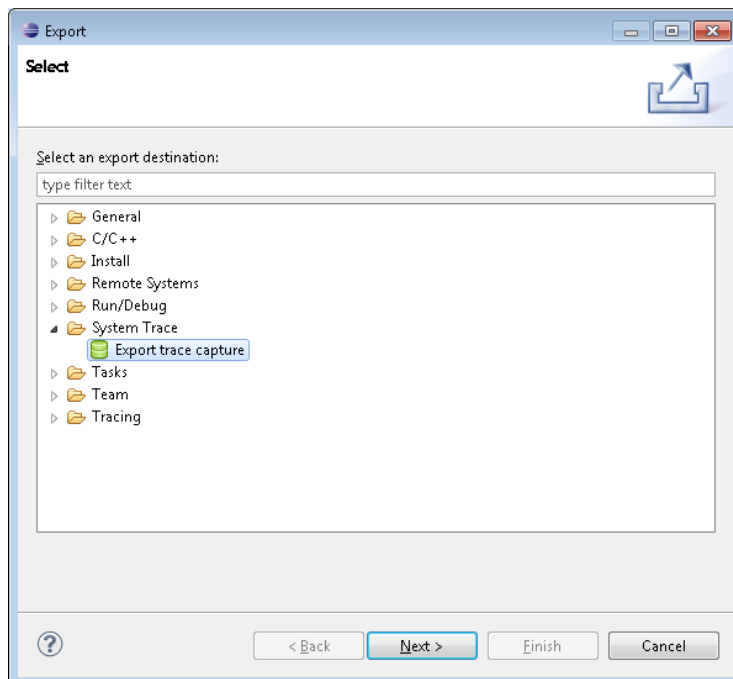 Export
Select
Select an export destination:
type filter text
General
C/C++
Install
Remote Systems
Run/Debug
System Trace
Export trace capture
Tasks
Team
Tracing
< Back Next > Finish Cancel